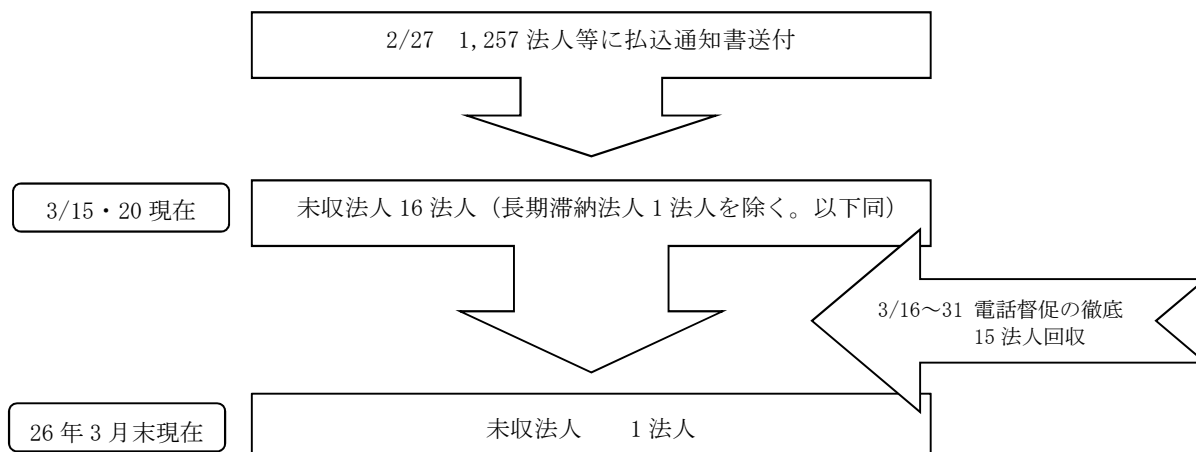 2/27 1,257 法人等に払込通知書送付
3/15・20 現在
未収法人 16 法人（長期滞納法人 1 法人を除く。以下同）
3/16～31 電話督促の徹底
15 法人回収
26 年 3 月末現在
未収法人 1 法人